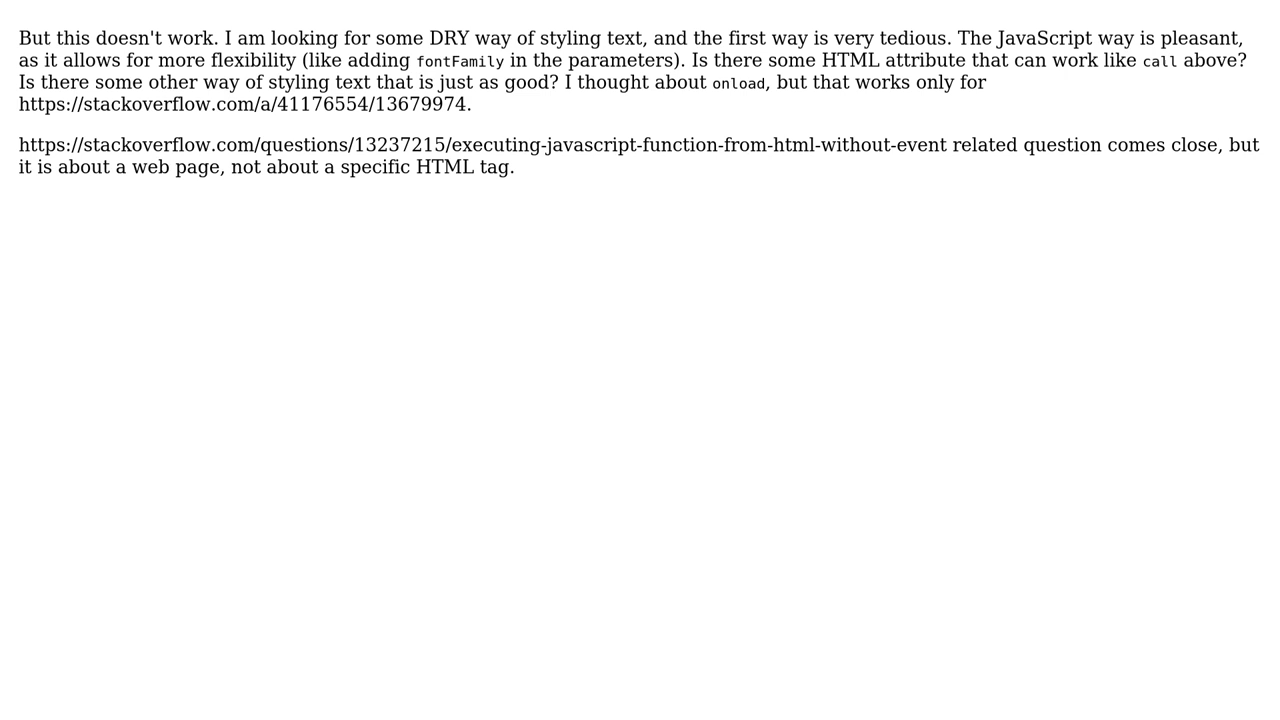 But this doesn't work. I am looking for some DRY way of styling text, and the first way is very tedious. The JavaScript way is pleasant,
as it allows for more flexibility (like adding fontFamily in the parameters). Is there some HTML attribute that can work like call above?
Is there some other way of styling text that is just as good? I thought about onload, but that works only for
https://stackoverflow.com/a/41176554/13679974.
https://stackoverflow.com/questions/13237215/executing-javascript-function-from-html-without-event related question comes close, but
it is about a web page, not about a specific HTML tag.